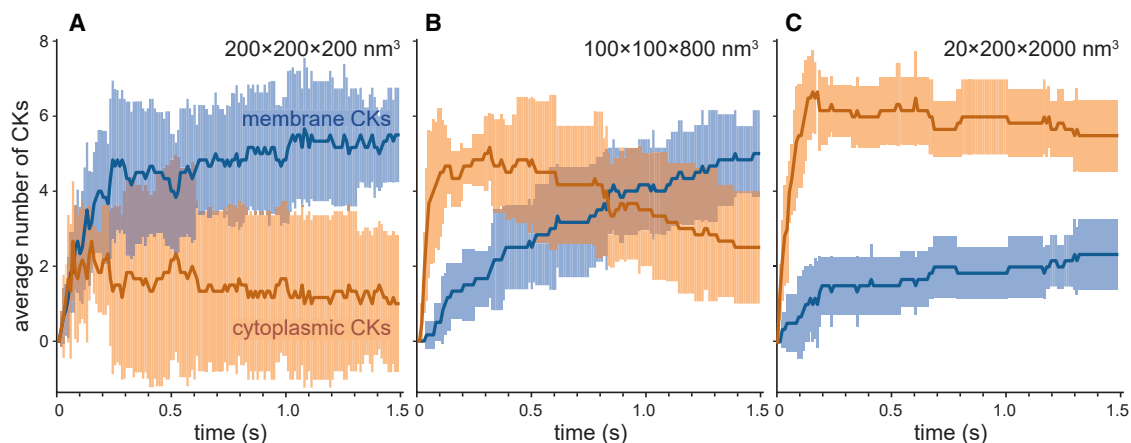 A
B
C
200×200×200 nm³
100×100×800 nm³
20×200×2000 nm³
average number of CKs
8
6
4
2
0
membrane CKs
cytoplasmic CKs
0 0.5 1.0 1.5
0 0.5 1.0 1.5
0 0.5 1.0 1.5
time (s)
time (s)
time (s)